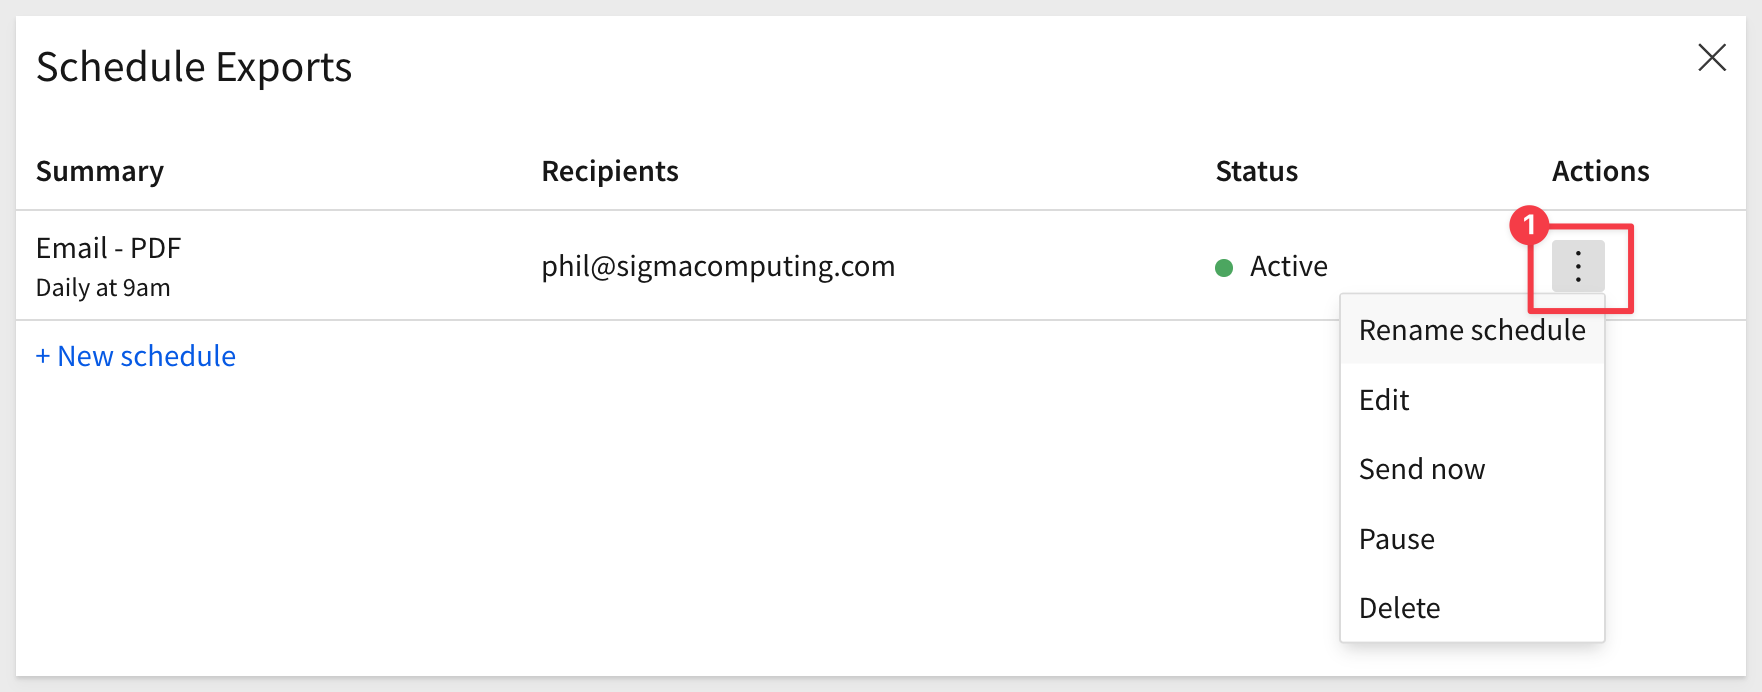 Schedule Exports
Summary Recipients Status Actions
1
Email - PDF
Daily at 9am
phil@sigmacomputing.com
Active
+ New schedule
Rename schedule
Edit
Send now
Pause
Delete